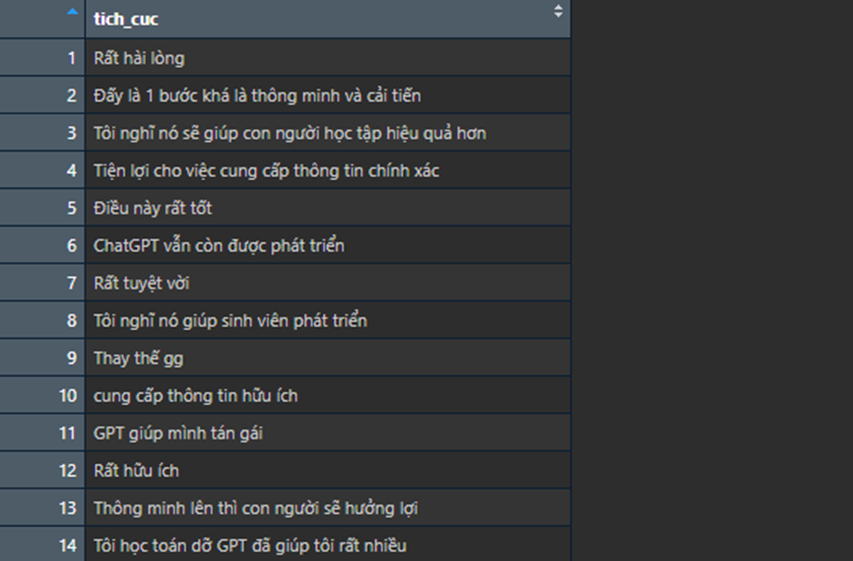 tich_cuc
1 Rất hài lòng
2 Đấy là 1 bước khá là thông minh và cải tiến
3 Tôi nghĩ nó sẽ giúp con người học tập hiệu quả hơn
4 Tiện lợi cho việc cung cấp thông tin chính xác
5 Điều này rất tốt
6 ChatGPT vẫn còn được phát triển
7 Rất tuyệt vời
8 Tôi nghĩ nó giúp sinh viên phát triển
9 Thay thế gg
10 cung cấp thông tin hữu ích
11 GPT giúp mình tán gái
12 Rất hữu ích
13 Thông minh lên thì con người sẽ hưởng lợi
14 Tôi học toán dỡ GPT đã giúp tôi rất nhiều